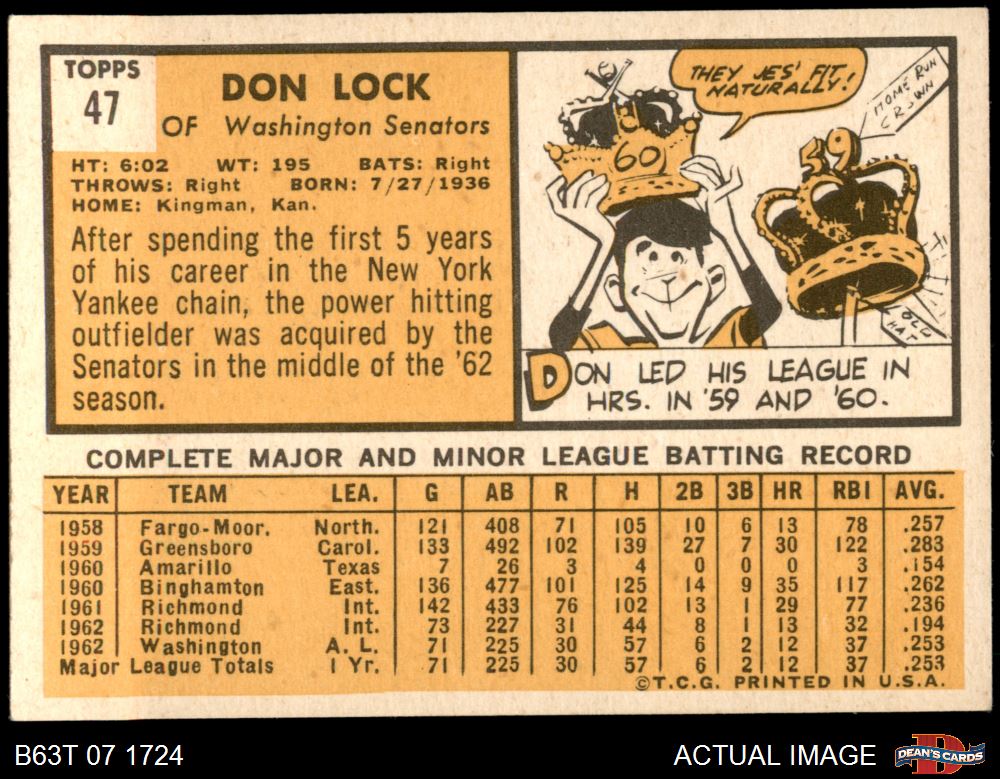 TOPPS
47
DON LOCK
OF Washington Senators
HT: 6:02 WT: 195 BATS: Right
THROWS: Right BORN: 7/27/1936
HOME: Kingman, Kan.
After spending the first 5 years
of his career in the New York
Yankee chain, the power hitting
outfielder was acquired by the
Senators in the middle of the '62
season.
THEY JES' FIT
NATURALLY!
HOME RUN
CROWN
60
59
OLD
HAT
DON LED HIS LEAGUE IN
HRS. IN '59 AND '60.
COMPLETE MAJOR AND MINOR LEAGUE BATTING RECORD
YEAR TEAM LEA. G AB R H 2B 3B HR RBI AVG.
1958 Fargo-Moor. North. 121 408 71 105 10 6 13 78 .257
1959 Greensboro Carol. 133 492 102 139 27 7 30 122 .283
1960 Amarillo Texas 7 26 3 4 0 0 0 3 .154
1960 Binghamton East. 136 477 101 125 14 9 35 117 .262
1961 Richmond Int. 142 433 76 102 13 1 29 77 .236
1962 Richmond Int. 73 227 31 44 8 1 13 32 .194
1962 Washington A. L. 71 225 30 57 6 2 12 37 .253
Major League Totals 1 Yr. 71 225 30 57 6 2 12 37 .253
©T.C.G. PRINTED IN U.S.A.
B63T 07 1724
ACTUAL IMAGE
DEAN'S CARDS